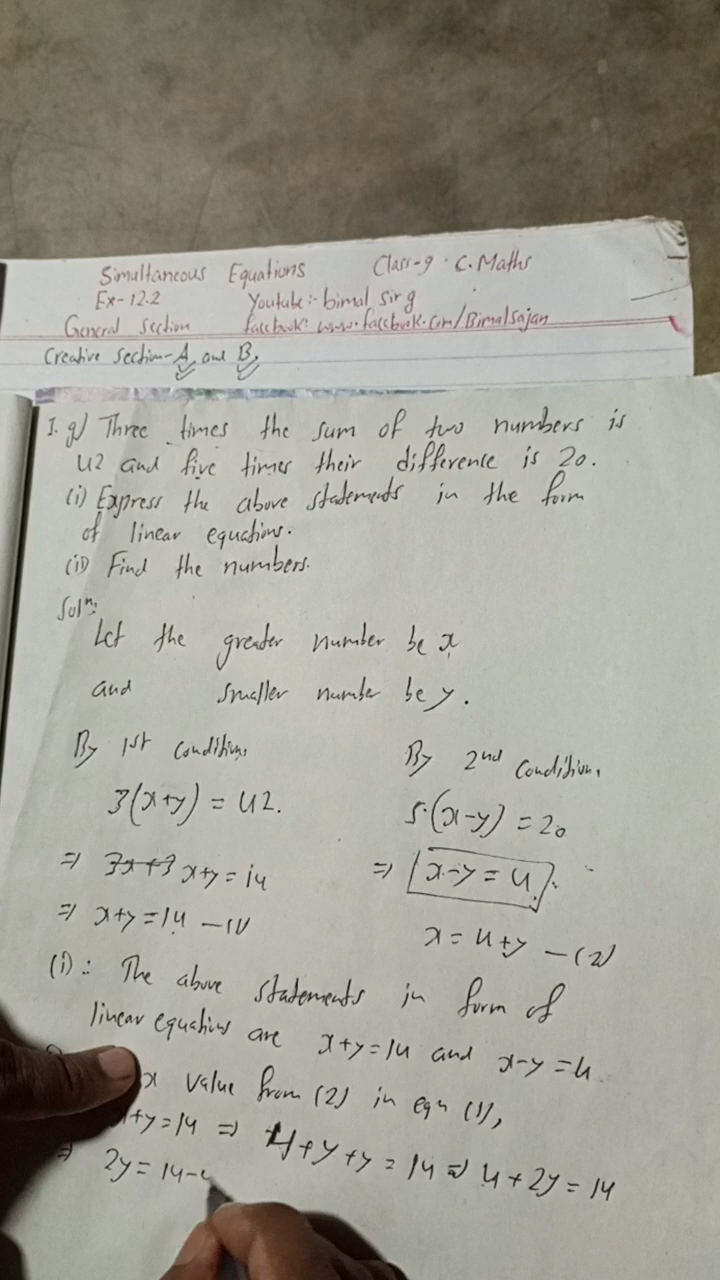 Simultaneous Equations Class-9 C. Maths
Ex-12.2 Youtube:- bimal sir g
General section facebook: www.facebook.com/Bimalsajan
Creative section-A and B,
1. g) Three times the sum of two numbers is
42 and five times their difference is 20.
(i) Express the above statements in the form
of linear equations.
(ii) Find the numbers.
Solⁿ:
Let the greater number be x
and smaller number be y.
By 1st condition,
3(x+y) = 42.
⇒ 3x+3 x+y = 14
⇒ x+y = 14 —(1)
By 2nd condition,
5.(x-y) = 20
⇒ x-y = 4
x = 4+y —(2)
(i): The above statements in form of
linear equations are x+y=14 and x-y=4
x value from (2) in eqn (1),
x+y=14 ⇒ 4+y+y=14 ⇒ 4+2y=14
⇒ 2y = 14-4